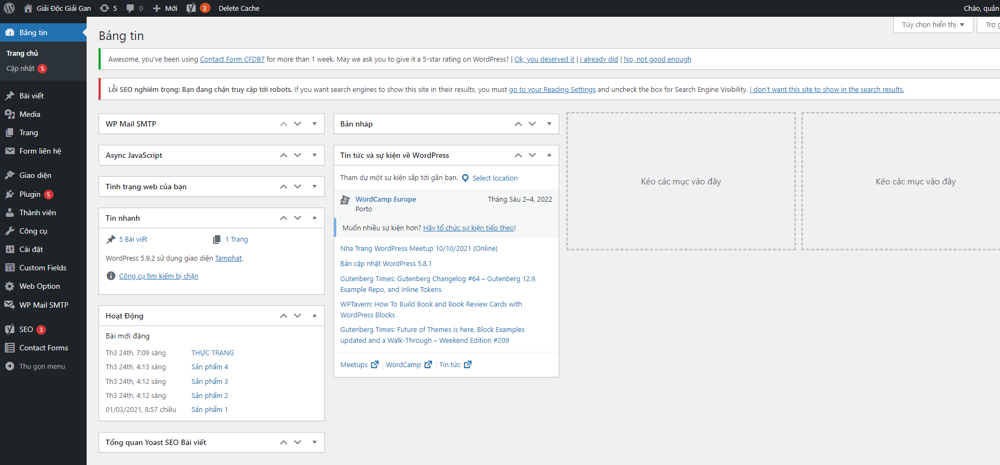 Giải Độc Giải Gan
5
0
Mới
3
Delete Cache
Chào, quản
Bảng tin
Trang chủ
Cập nhật 5
Bài viết
Media
Trang
Form liên hệ
Giao diện
Plugin 5
Thành viên
Công cụ
Cài đặt
Custom Fields
Web Option
WP Mail SMTP
SEO 3
Contact Forms
Thu gọn menu
Tùy chọn hiển thị
Trợ g
Bảng tin
Awesome, you've been using Contact Form CFDB7 for more than 1 week. May we ask you to give it a 5-star rating on WordPress? | Ok, you deserved it | I already did | No, not good enough
Lỗi SEO nghiêm trọng: Bạn đang chặn truy cập tới robots. If you want search engines to show this site in their results, you must go to your Reading Settings and uncheck the box for Search Engine Visibility. I don't want this site to show in the search results.
WP Mail SMTP
Async JavaScript
Tình trạng web của bạn
Tin nhanh
5 Bài viết
1 Trang
WordPress 5.9.2 sử dụng giao diện Tamphat.
Công cụ tìm kiếm bị chặn
Hoạt Động
Bài mới đăng
Th3 24th, 7:09 sáng THỰC TRẠNG
Th3 24th, 4:13 sáng Sản phẩm 4
Th3 24th, 4:12 sáng Sản phẩm 3
Th3 24th, 4:12 sáng Sản phẩm 2
01/03/2021, 8:57 chiều Sản phẩm 1
Tổng quan Yoast SEO Bài viết
Bản nháp
Tin tức và sự kiện về WordPress
Tham dự một sự kiện sắp tới gần bạn. Select location
WordCamp Europe Tháng Sáu 2–4, 2022
Porto
Muốn nhiều sự kiện hơn? Hãy tổ chức sự kiện tiếp theo!
Nha Trang WordPress Meetup 10/10/2021 (Online)
Bản cập nhật WordPress 5.8.1
Gutenberg Times: Gutenberg Changelog #64 – Gutenberg 12.9,
Example Repo, and Inline Tokens
WPTavern: How To Build Book and Book Review Cards with
WordPress Blocks
Gutenberg Times: Future of Themes is here, Block Examples
updated and a Walk-Through – Weekend Edition #209
Meetups | WordCamp | Tin tức
Kéo các mục vào đây
Kéo các mục vào đây